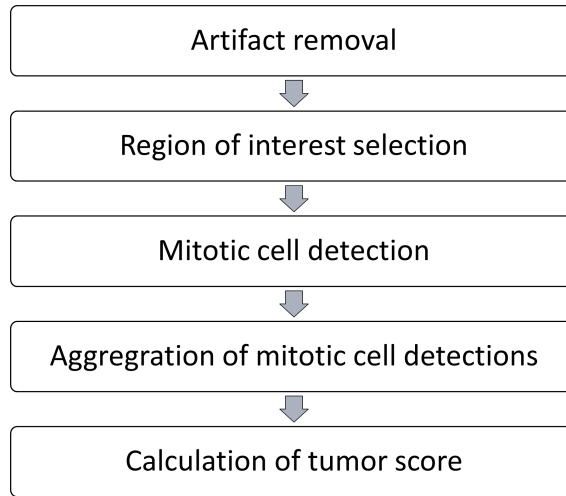 Artifact removal
Region of interest selection
Mitotic cell detection
Aggregration of mitotic cell detections
Calculation of tumor score